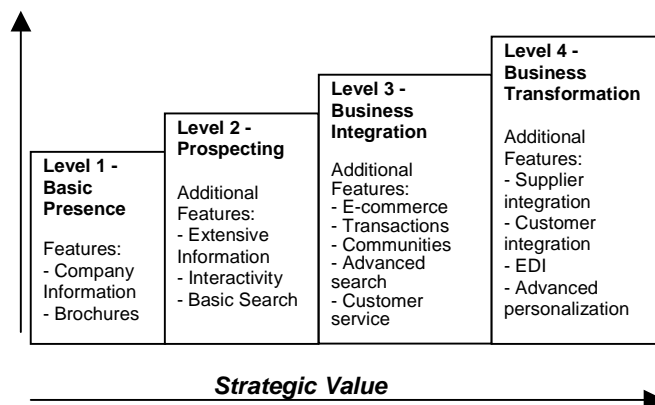 Level 1 -
Basic
Presence
Features:
- Company
Information
- Brochures
Level 2 -
Prospecting
Additional
Features:
- Extensive
Information
- Interactivity
- Basic Search
Level 3 -
Business
Integration
Additional
Features:
- E-commerce
- Transactions
- Communities
- Advanced
search
- Customer
service
Level 4 -
Business
Transformation
Additional
Features:
- Supplier
integration
- Customer
integration
- EDI
- Advanced
personalization
Strategic Value